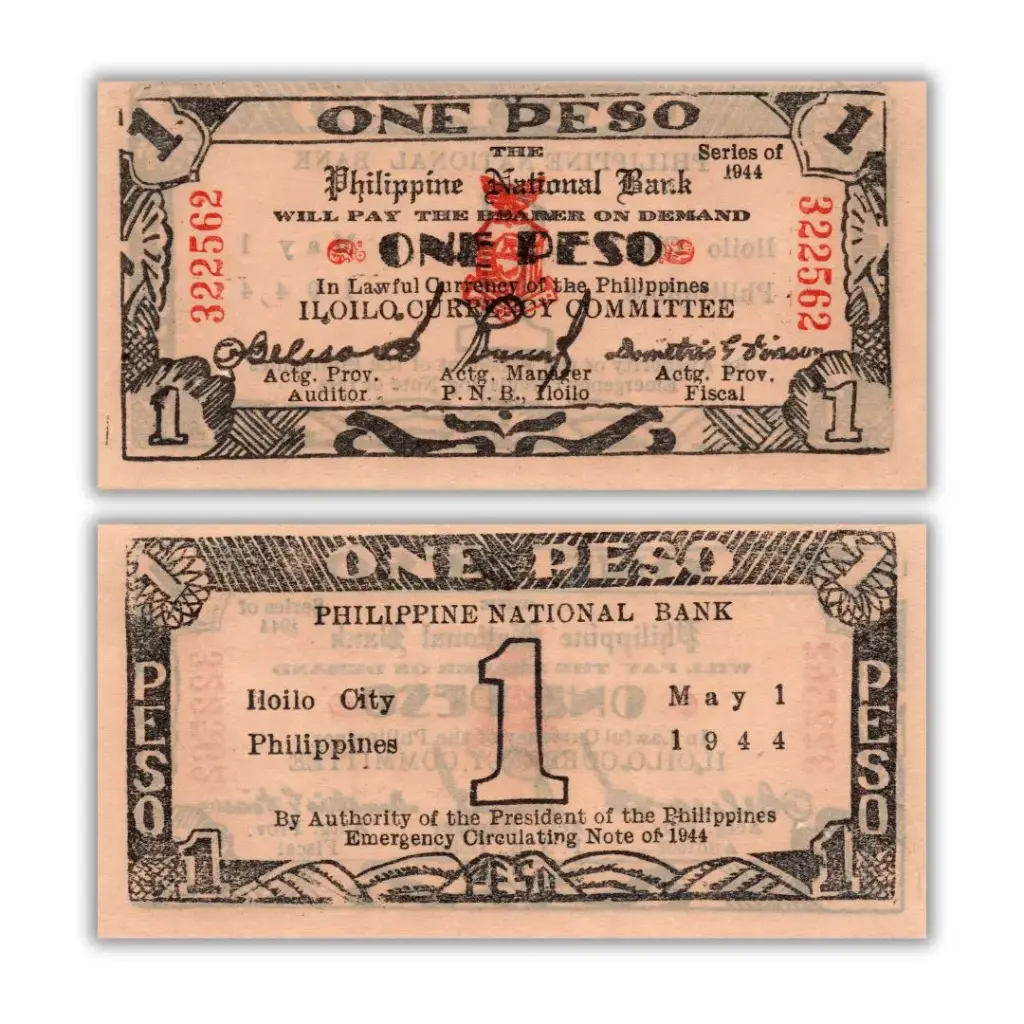 1 ONE PESO 1
THE
Series of
1944
Philippine National Bank
WILL PAY THE BEARER ON DEMAND
322562
ONE PESO
322562
In Lawful Currency of the Philippines
ILOILO CURRENCY COMMITTEE
Actg. Prov.
Auditor
Actg. Manager
P. N. B., Iloilo
Actg. Prov.
Fiscal
1 1
1 ONE PESO 1
PHILIPPINE NATIONAL BANK
Iloilo City
Philippines
1
May 1
1944
PESO
PESO
By Authority of the President of the Philippines
Emergency Circulating Note of 1944
1 PESO 1